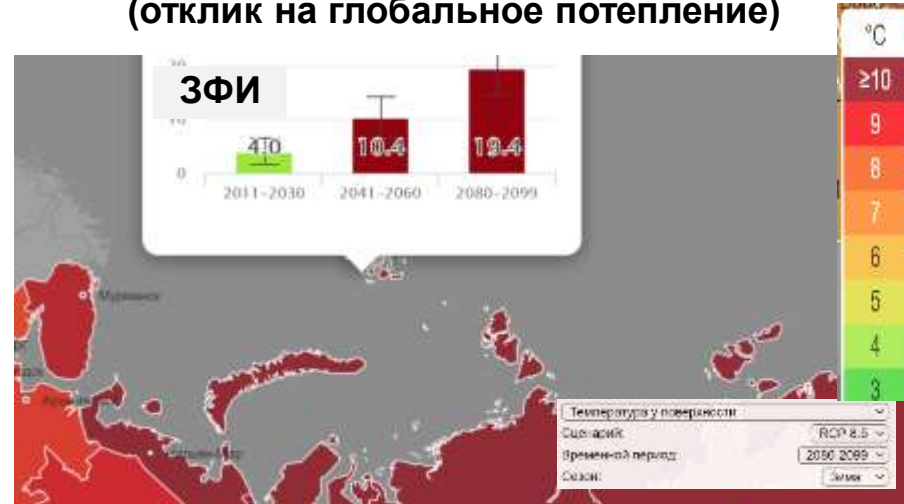 (отклик на глобальное потепление)
°C
≥10
9
8
7
6
5
4
3
ЗФИ
4.0
10.4
19.4
0
2011-2030
2041-2060
2080-2099
Мурманск
Температура у поверхности
Сценарий:
RCP 8.5
Временной период:
2080-2099
Сезон:
Зима